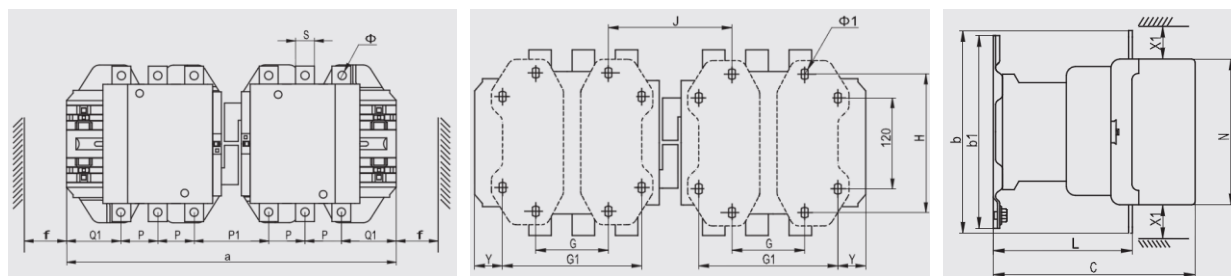 S Φ
f Q1 P P P1 P P Q1 f
a
J Φ1
120 H
G G
Y G1 G1 Y
X1
b b1 N
X1
L
C